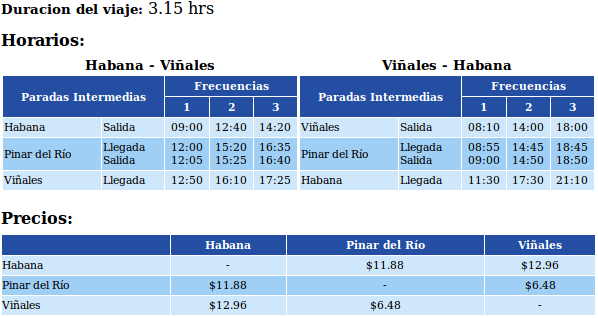 Duracion del viaje: 3.15 hrs
Horarios:
Habana - Viñales Viñales - Habana
Paradas Intermedias Frecuencias Paradas Intermedias Frecuencias
1 2 3 1 2 3
Habana Salida 09:00 12:40 14:20 Viñales Salida 08:10 14:00 18:00
Pinar del Río Llegada 12:00 15:20 16:35 Pinar del Río Llegada 08:55 14:45 18:45
Salida 12:05 15:25 16:40 Salida 09:00 14:50 18:50
Viñales Llegada 12:50 16:10 17:25 Habana Llegada 11:30 17:30 21:10
Precios:
Habana Pinar del Río Viñales
Habana - $11.88 $12.96
Pinar del Río $11.88 - $6.48
Viñales $12.96 $6.48 -